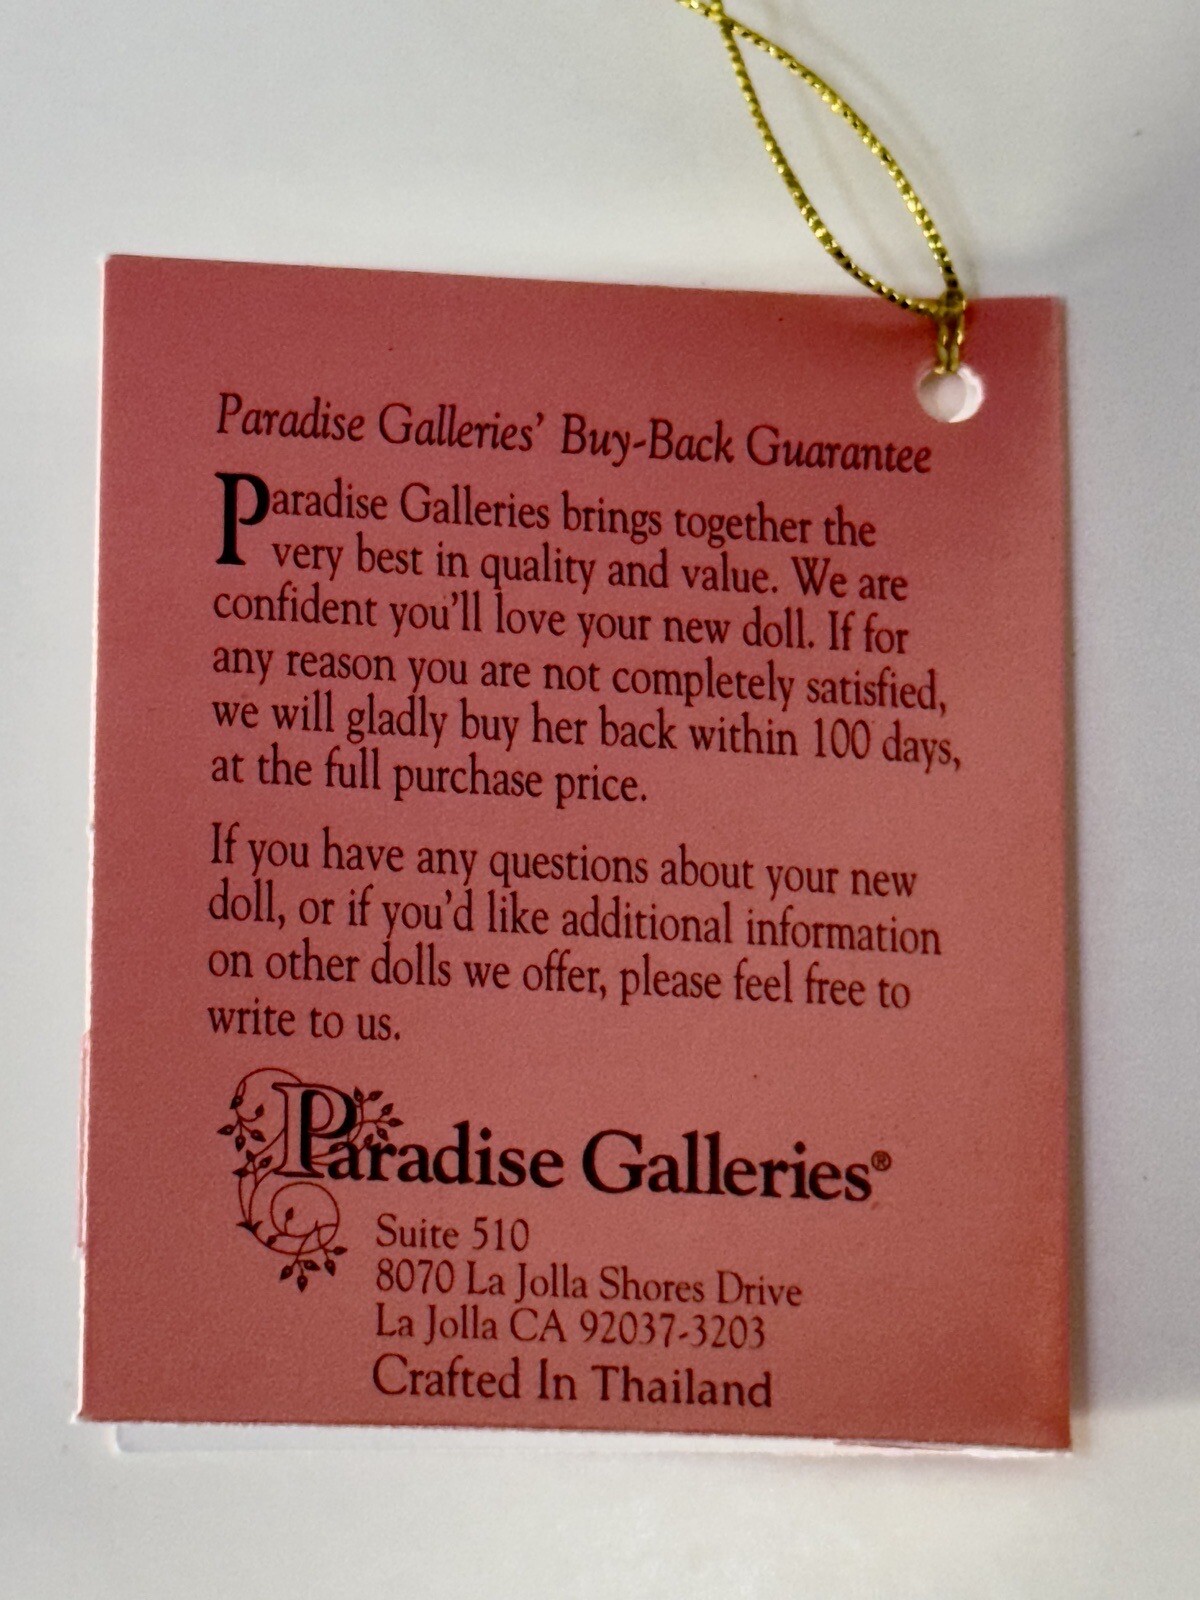 Paradise Galleries' Buy-Back Guarantee
Paradise Galleries brings together the
very best in quality and value. We are
confident you'll love your new doll. If for
any reason you are not completely satisfied,
we will gladly buy her back within 100 days,
at the full purchase price.
If you have any questions about your new
doll, or if you'd like additional information
on other dolls we offer, please feel free to
write to us.
Paradise Galleries®
Suite 510
8070 La Jolla Shores Drive
La Jolla CA 92037-3203
Crafted In Thailand